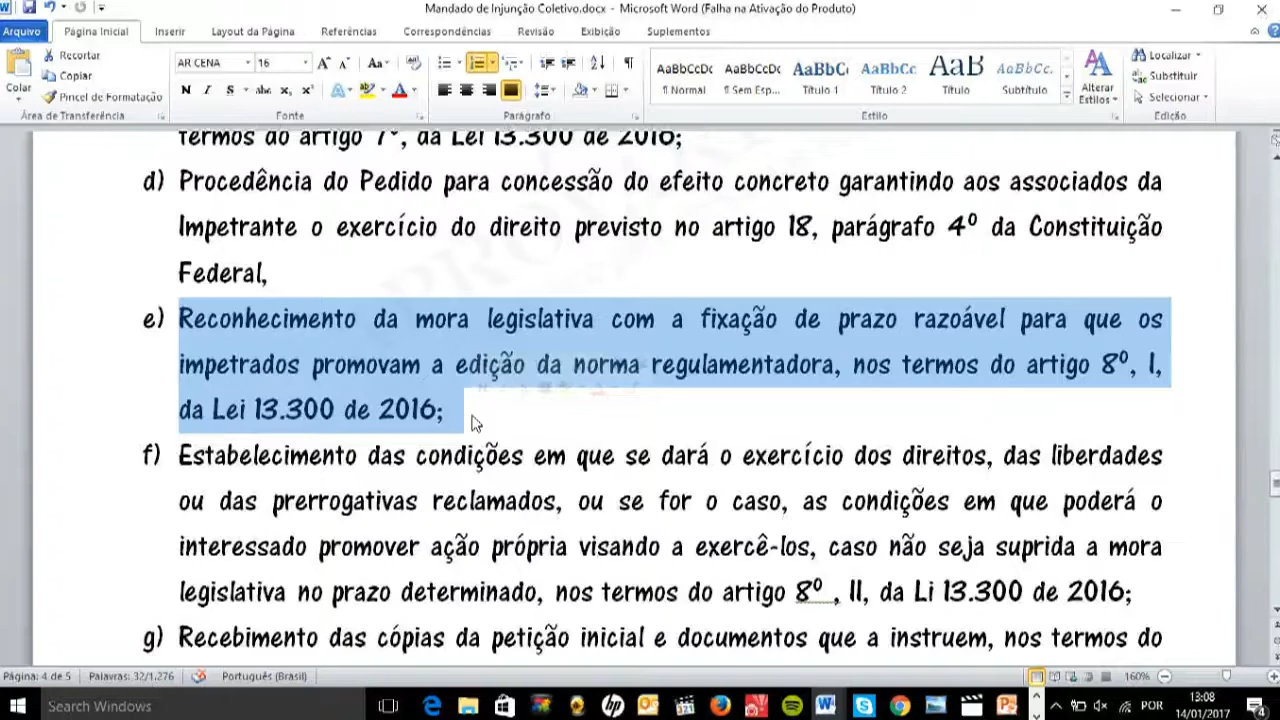 Mandado de Injunção Coletivo.docx - Microsoft Word (Falha na Ativação do Produto)
Arquivo Página Inicial Inserir Layout da Página Referências Correspondências Revisão Exibição Suplementos
Colar
Recortar
Copiar
Pincel de Formatação
Área de Transferência
AR CENA 16
Fonte
Parágrafo
AaBbCcDc AaBbCcDc AaBbC AaBbCc AaB AaBbCc.
¶ Normal ¶ Sem Esp... Título 1 Título 2 Título Subtítulo
Alterar Estilos
Estilo
Localizar
Substituir
Selecionar
Edição
termos do artigo 7º, da Lei 13.300 de 2016;
d) Procedência do Pedido para concessão do efeito concreto garantindo aos associados da
Impetrante o exercício do direito previsto no artigo 18, parágrafo 4º da Constituição
Federal,
e) Reconhecimento da mora legislativa com a fixação de prazo razoável para que os
impetrados promovam a edição da norma regulamentadora, nos termos do artigo 8º, I,
da Lei 13.300 de 2016;
f) Estabelecimento das condições em que se dará o exercício dos direitos, das liberdades
ou das prerrogativas reclamados, ou se for o caso, as condições em que poderá o
interessado promover ação própria visando a exercê-los, caso não seja suprida a mora
legislativa no prazo determinado, nos termos do artigo 8º , II, da Li 13.300 de 2016;
g) Recebimento das cópias da petição inicial e documentos que a instruem, nos termos do
Página: 4 de 5 Palavras: 32/1.276 Português (Brasil) 160%
Search Windows
POR
13:08
14/01/2017